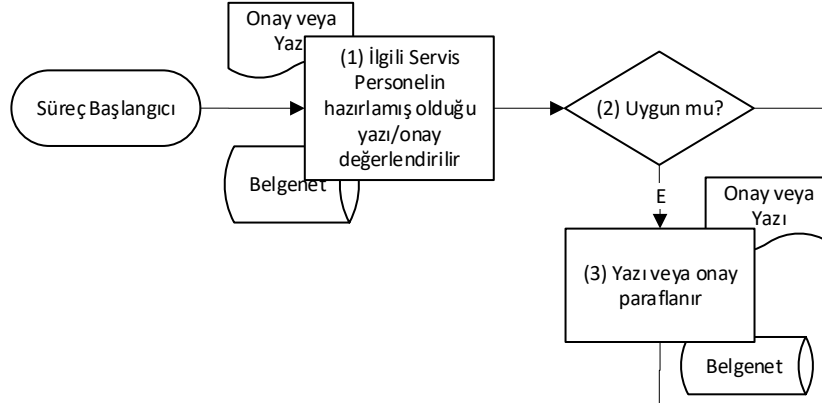 Onay veya
Yazı
(1) İlgili Servis
Personelin
hazırlamış olduğu
yazı/onay
değerlendirilir
Süreç Başlangıcı
(2) Uygun mu?
Belgenet
E
Onay veya
Yazı
(3) Yazı veya onay
paraflanır
Belgenet